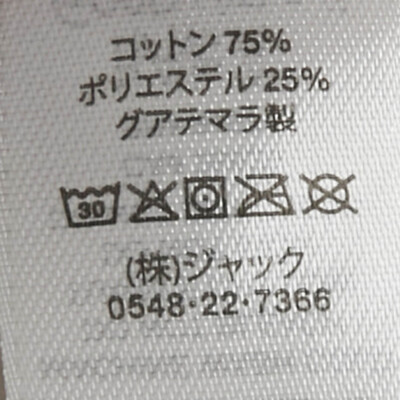 コットン 75%
ポリエステル 25%
グアテマラ製
30
(株)ジャック
0548・22・7366